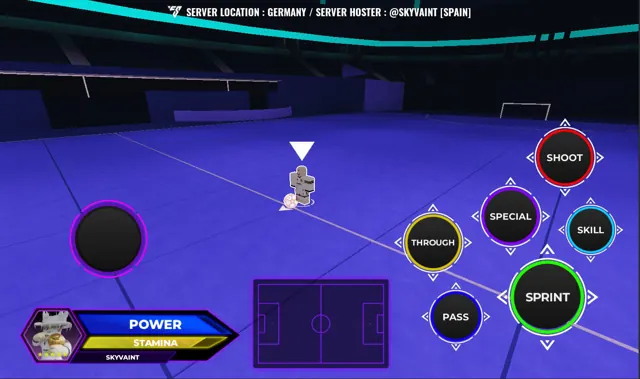 SERVER LOCATION : GERMANY / SERVER HOSTER : @SKYVAINT [SPAIN]
SHOOT
SPECIAL
SKILL
THROUGH
SPRINT
PASS
POWER
STAMINA
SKYVAINT